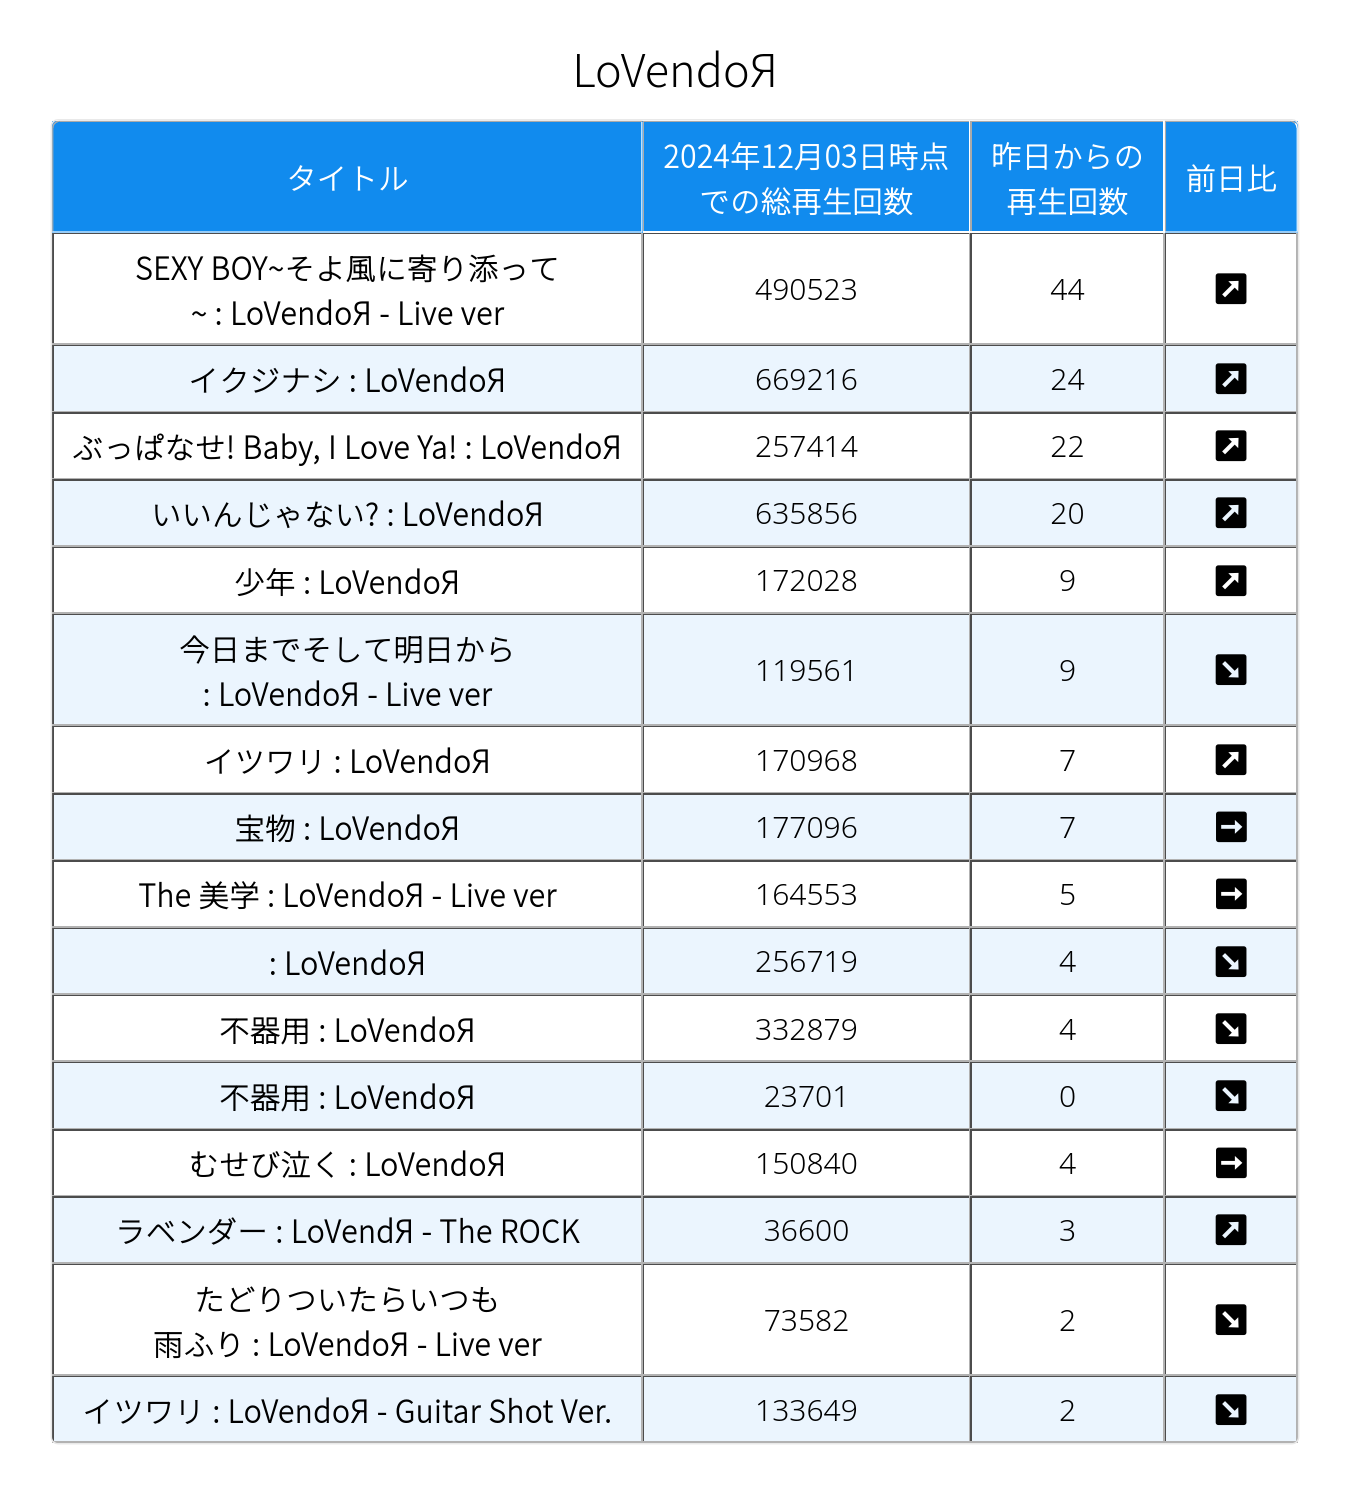 LoVendoЯ
タイトル
2024年12月03日時点
での総再生回数
昨日からの
再生回数
前日比
SEXY BOY~そよ風に寄り添って
~ : LoVendoЯ - Live ver
490523
44
イクジナシ : LoVendoЯ
669216
24
ぶっぱなせ! Baby, I Love Ya! : LoVendoЯ
257414
22
いいんじゃない? : LoVendoЯ
635856
20
少年 : LoVendoЯ
172028
9
今日までそして明日から
: LoVendoЯ - Live ver
119561
9
イツワリ : LoVendoЯ
170968
7
宝物 : LoVendoЯ
177096
7
The 美学 : LoVendoЯ - Live ver
164553
5
: LoVendoЯ
256719
4
不器用 : LoVendoЯ
332879
4
不器用 : LoVendoЯ
23701
0
むせび泣く : LoVendoЯ
150840
4
ラベンダー : LoVendЯ - The ROCK
36600
3
たどりついたらいつも
雨ふり : LoVendoЯ - Live ver
73582
2
イツワリ : LoVendoЯ - Guitar Shot Ver.
133649
2